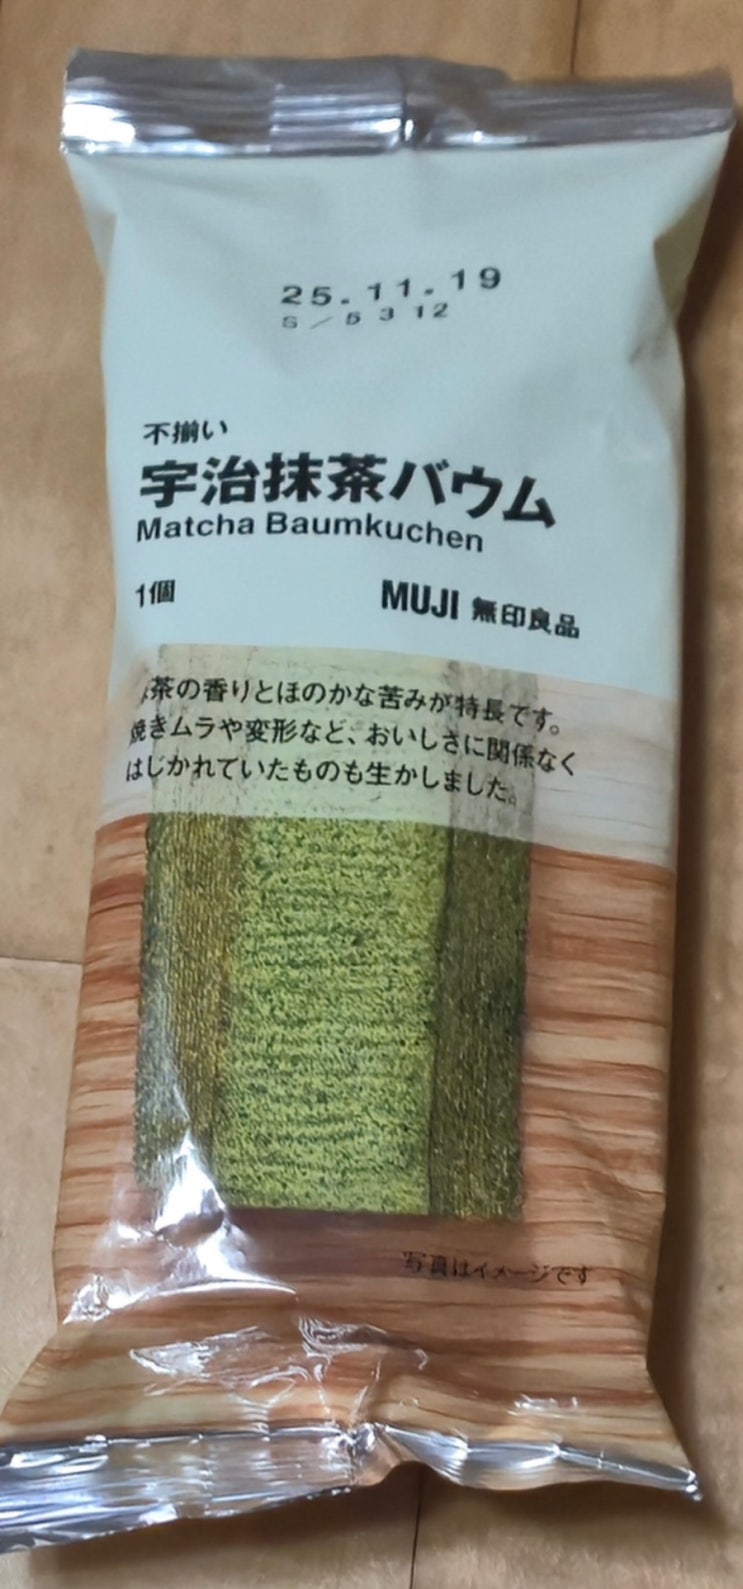 25.11.19
S/5 3 12
不揃い
宇治抹茶バウム
Matcha Baumkuchen
1個
MUJI 無印良品
抹茶の香りとほのかな苦みが特長です。
焼きムラや変形など、おいしさに関係なく
はじかれていたものも生かしました。
写真はイメージです